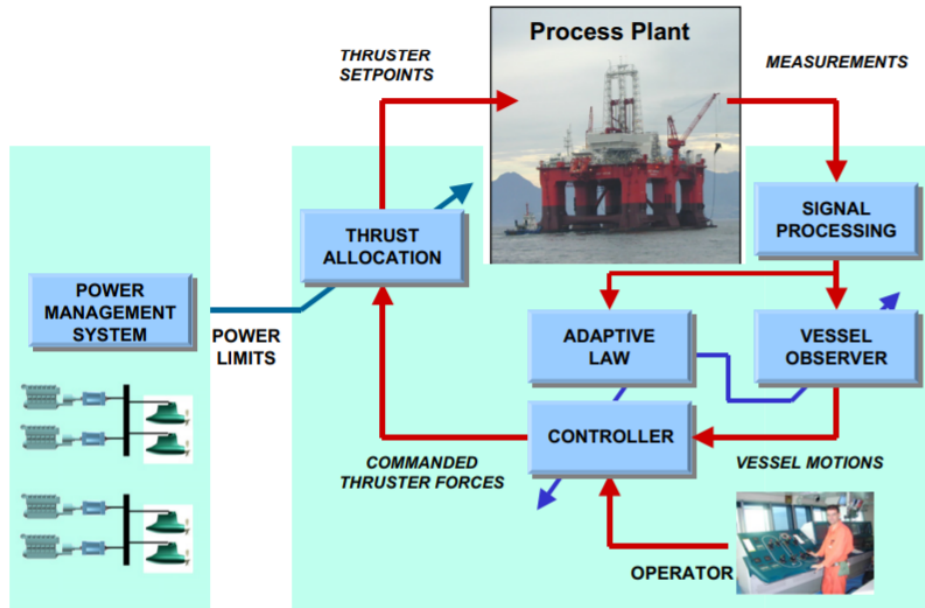 Process Plant
THRUSTER
SETPOINTS
MEASUREMENTS
SIGNAL
PROCESSING
THRUST
ALLOCATION
POWER
MANAGEMENT
SYSTEM
POWER
LIMITS
ADAPTIVE
LAW
VESSEL
OBSERVER
CONTROLLER
COMMANDED
THRUSTER FORCES
VESSEL MOTIONS
OPERATOR